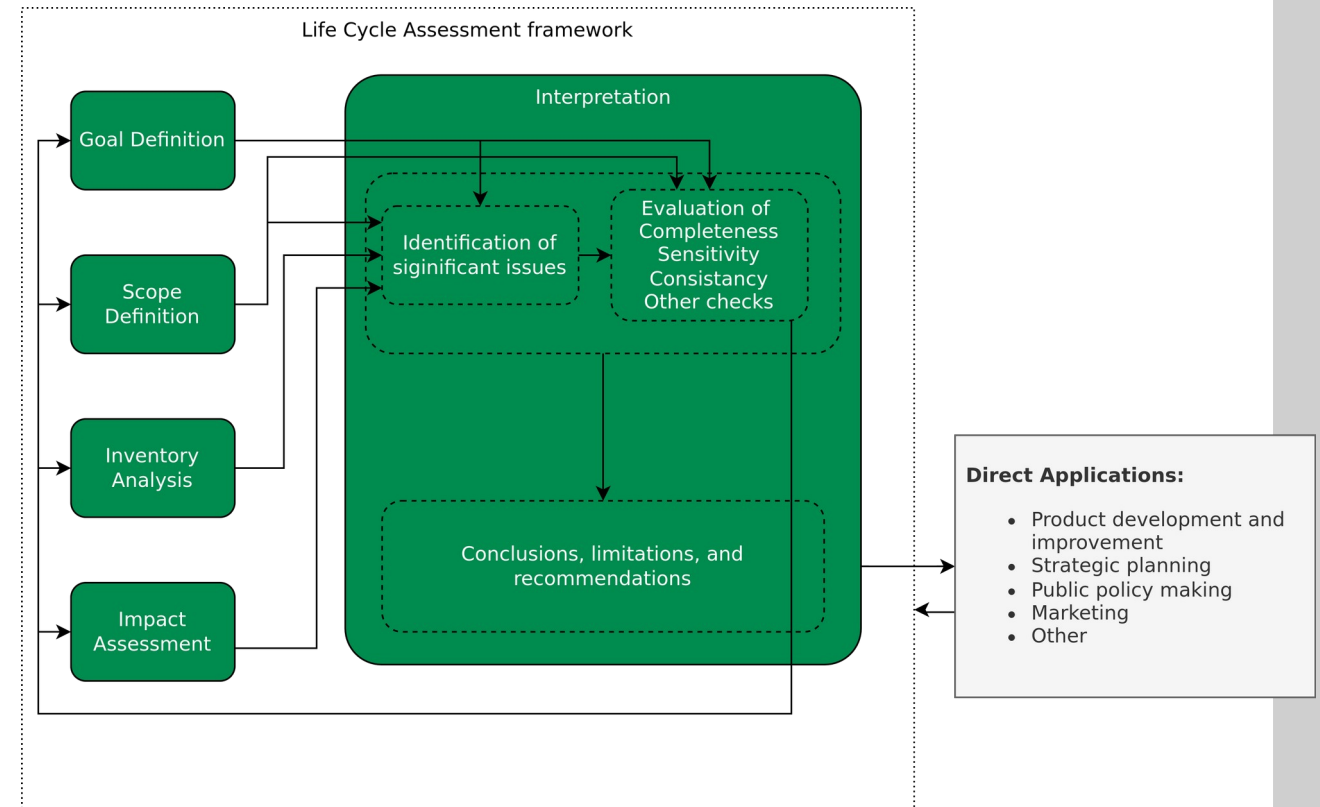 Life Cycle Assessment framework
Interpretation
Goal Definition
Scope
Definition
Inventory
Analysis
Impact
Assessment
Identification of
siginificant issues
Evaluation of
Completeness
Sensitivity
Consistancy
Other checks
Conclusions, limitations, and
recommendations
Direct Applications:
• Product development and
improvement
• Strategic planning
• Public policy making
• Marketing
• Other